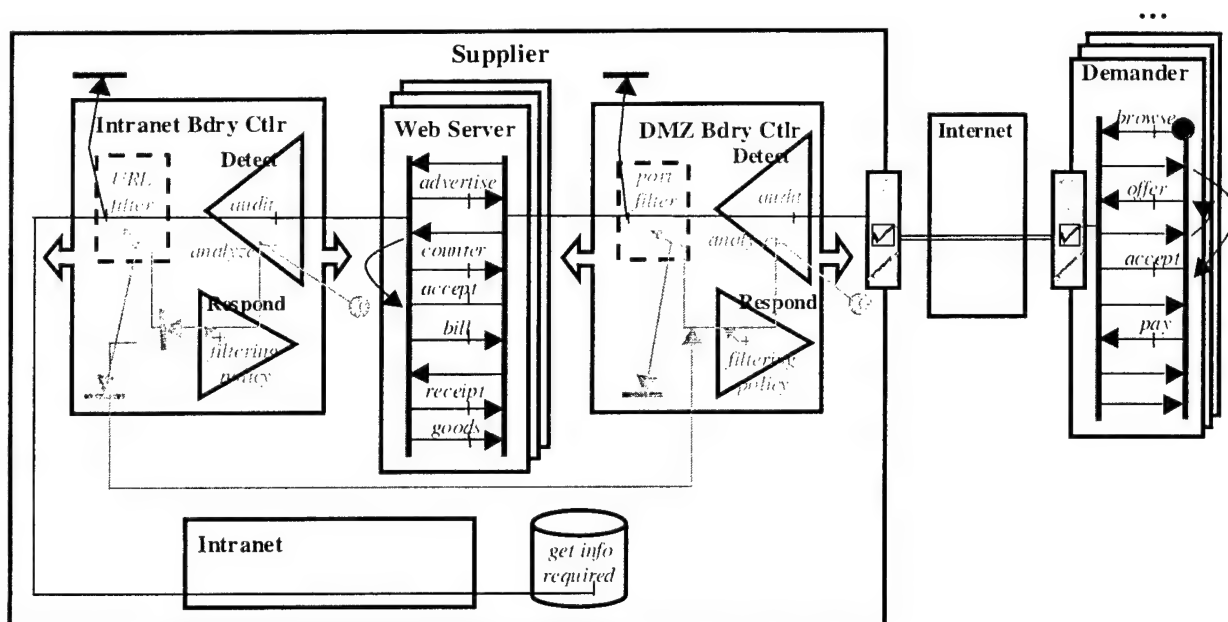 ...
Supplier
Intranet Bdry Ctlr
Detect
URL
filter
audit
analyze
Respond
filtering
policy
Web Server
advertise
counter
accept
bill
receipt
goods
DMZ Bdry Ctlr
Detect
port
filter
audit
analyze
Respond
filtering
policy
Internet
Demander
browse
offer
accept
pay
Intranet
get info
required